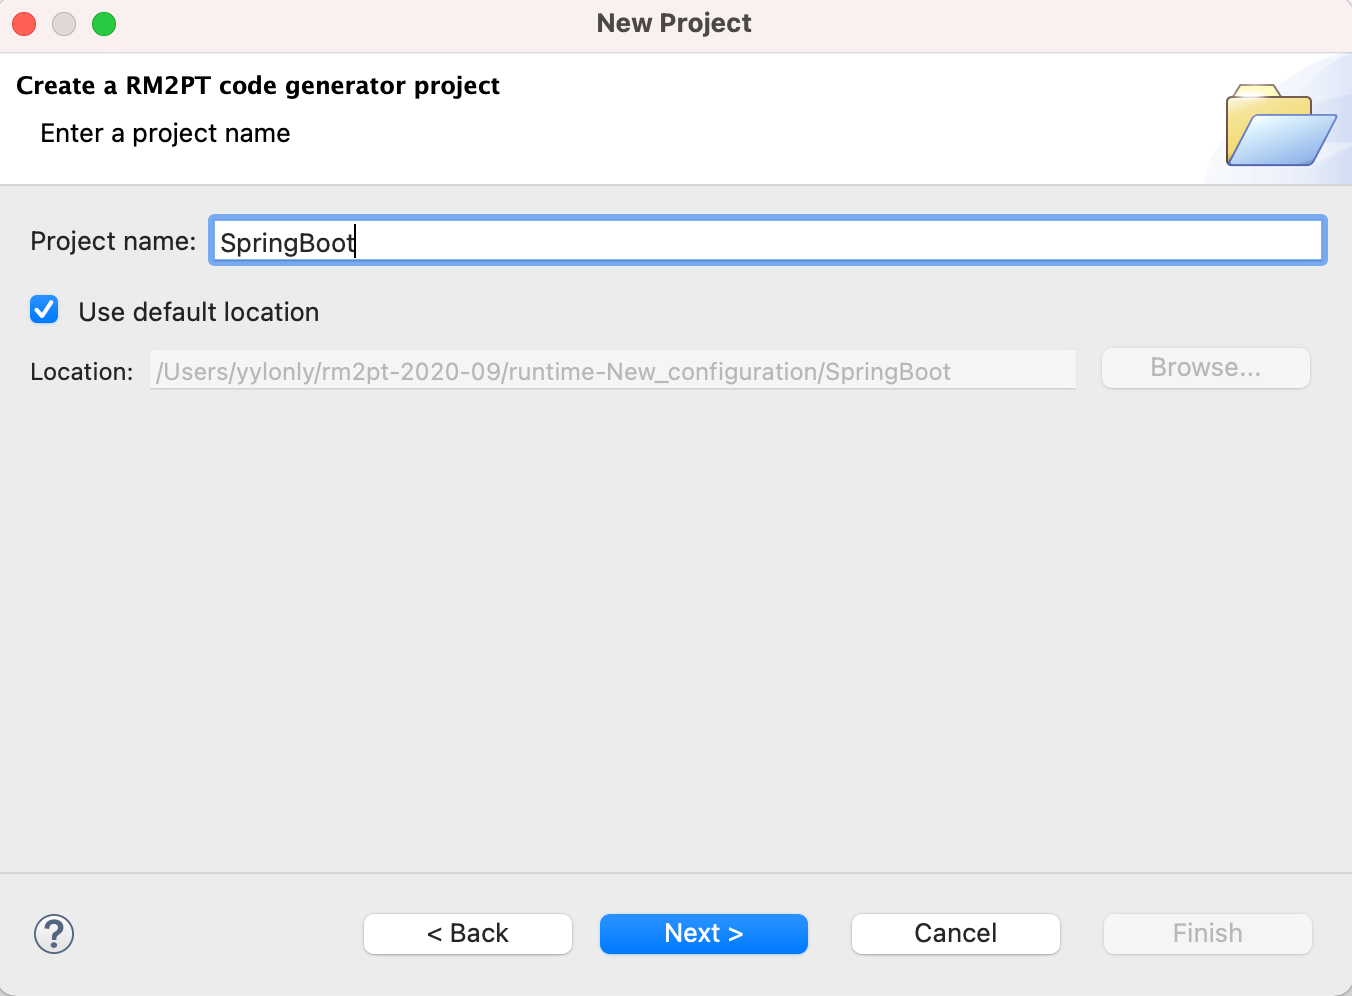 New Project
Create a RM2PT code generator project
Enter a project name
Project name: SpringBoot
Use default location
Location: /Users/yylonly/rm2pt-2020-09/runtime-New_configuration/SpringBoot Browse...
? < Back Next > Cancel Finish